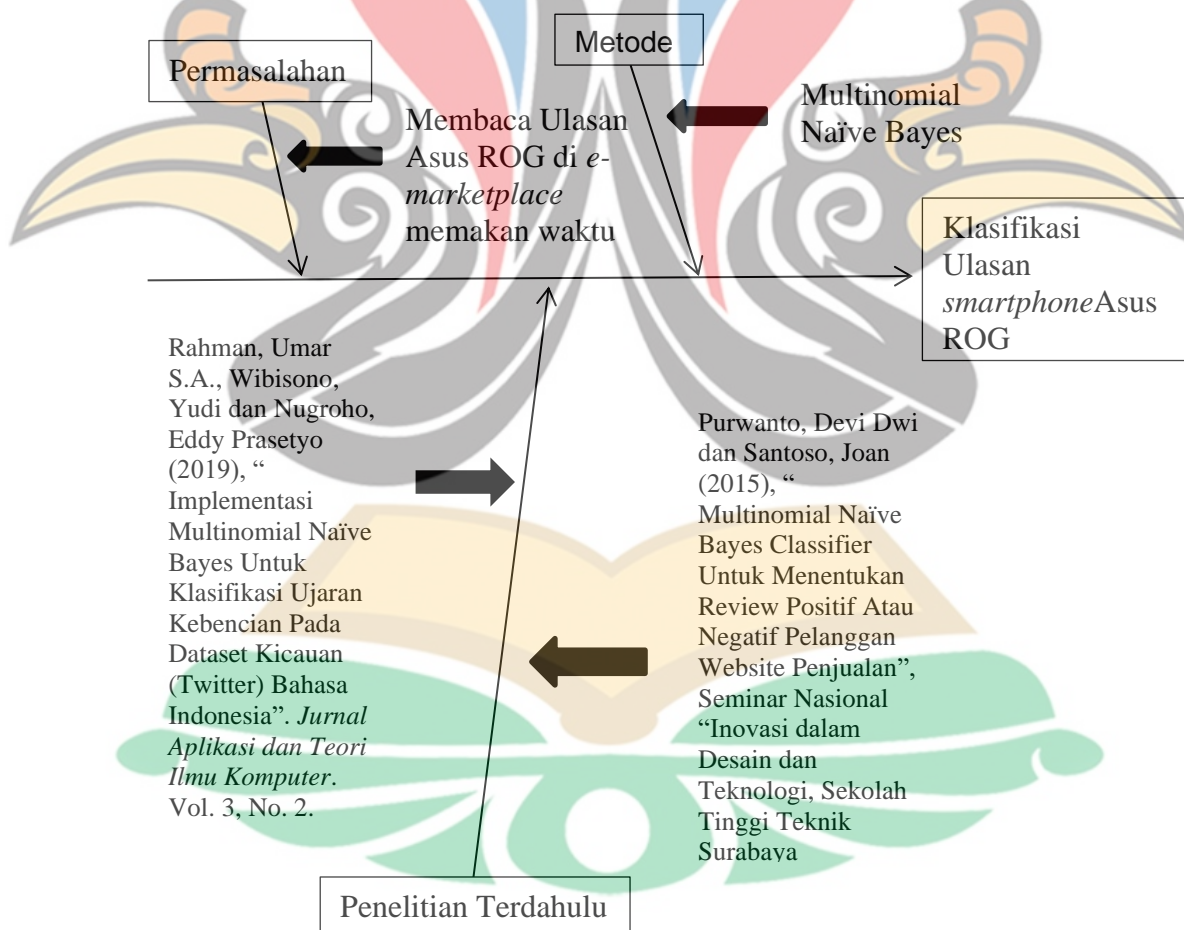 Permasalahan
Metode
Membaca Ulasan
Asus ROG di e-
marketplace
memakan waktu
Multinomial
Naïve Bayes
Klasifikasi
Ulasan
smartphoneAsus
ROG
Rahman, Umar
S.A., Wibisono,
Yudi dan Nugroho,
Eddy Prasetyo
(2019), “
Implementasi
Multinomial Naïve
Bayes Untuk
Klasifikasi Ujaran
Kebencian Pada
Dataset Kicauan
(Twitter) Bahasa
Indonesia”. Jurnal
Aplikasi dan Teori
Ilmu Komputer.
Vol. 3, No. 2.
Purwanto, Devi Dwi
dan Santoso, Joan
(2015), “
Multinomial Naïve
Bayes Classifier
Untuk Menentukan
Review Positif Atau
Negatif Pelanggan
Website Penjualan”,
Seminar Nasional
“Inovasi dalam
Desain dan
Teknologi, Sekolah
Tinggi Teknik
Surabaya
Penelitian Terdahulu